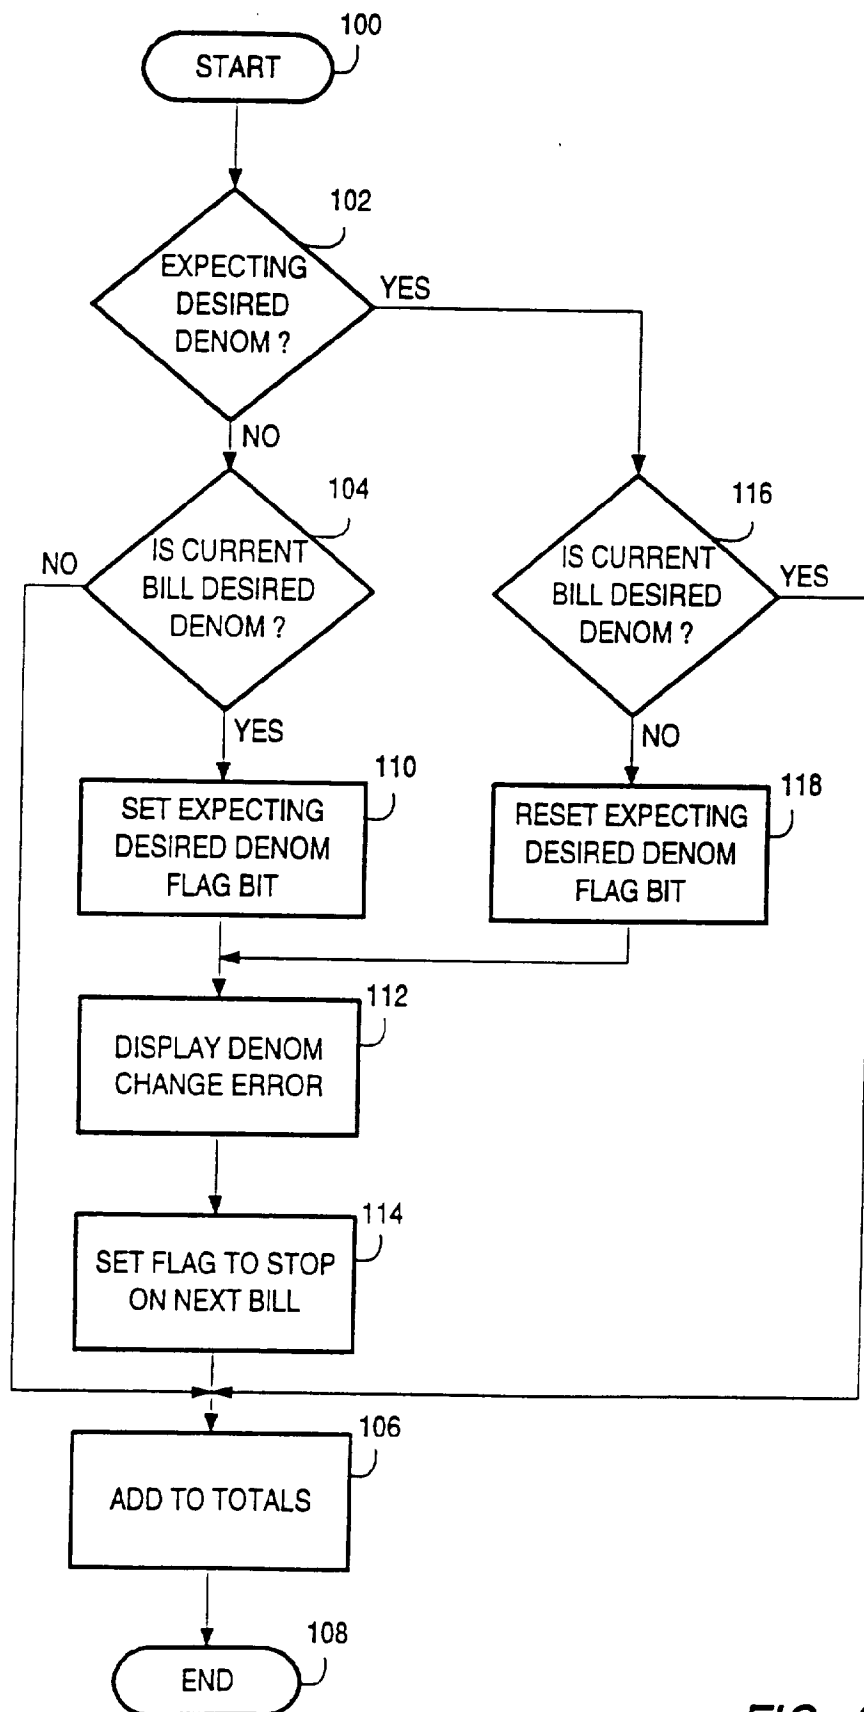 100
START
102
EXPECTING
DESIRED
DENOM ?
YES
NO
104
IS CURRENT
BILL DESIRED
DENOM ?
NO
YES
116
IS CURRENT
BILL DESIRED
DENOM ?
YES
NO
110
SET EXPECTING
DESIRED DENOM
FLAG BIT
118
RESET EXPECTING
DESIRED DENOM
FLAG BIT
112
DISPLAY DENOM
CHANGE ERROR
114
SET FLAG TO STOP
ON NEXT BILL
106
ADD TO TOTALS
108
END